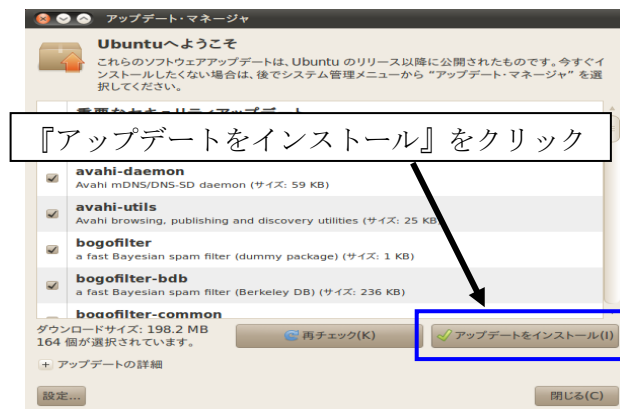 アップデート・マネージャ
Ubuntuへようこそ
これらのソフトウェアアップデートは、Ubuntu のリリース以降に公開されたものです。今すぐイ
ンストールしたくない場合は、後でシステム管理メニューから “アップデート・マネージャ” を選
択してください。
『アップデートをインストール』をクリック
avahi-daemon
Avahi mDNS/DNS-SD daemon (サイズ: 59 KB)
avahi-utils
Avahi browsing, publishing and discovery utilities (サイズ: 25 KB)
bogofilter
a fast Bayesian spam filter (dummy package) (サイズ: 1 KB)
bogofilter-bdb
a fast Bayesian spam filter (Berkeley DB) (サイズ: 236 KB)
bogofilter-common
ダウンロードサイズ: 198.2 MB
164 個が選択されています。
再チェック(K)
アップデートをインストール(I)
アップデートの詳細
設定...
閉じる(C)